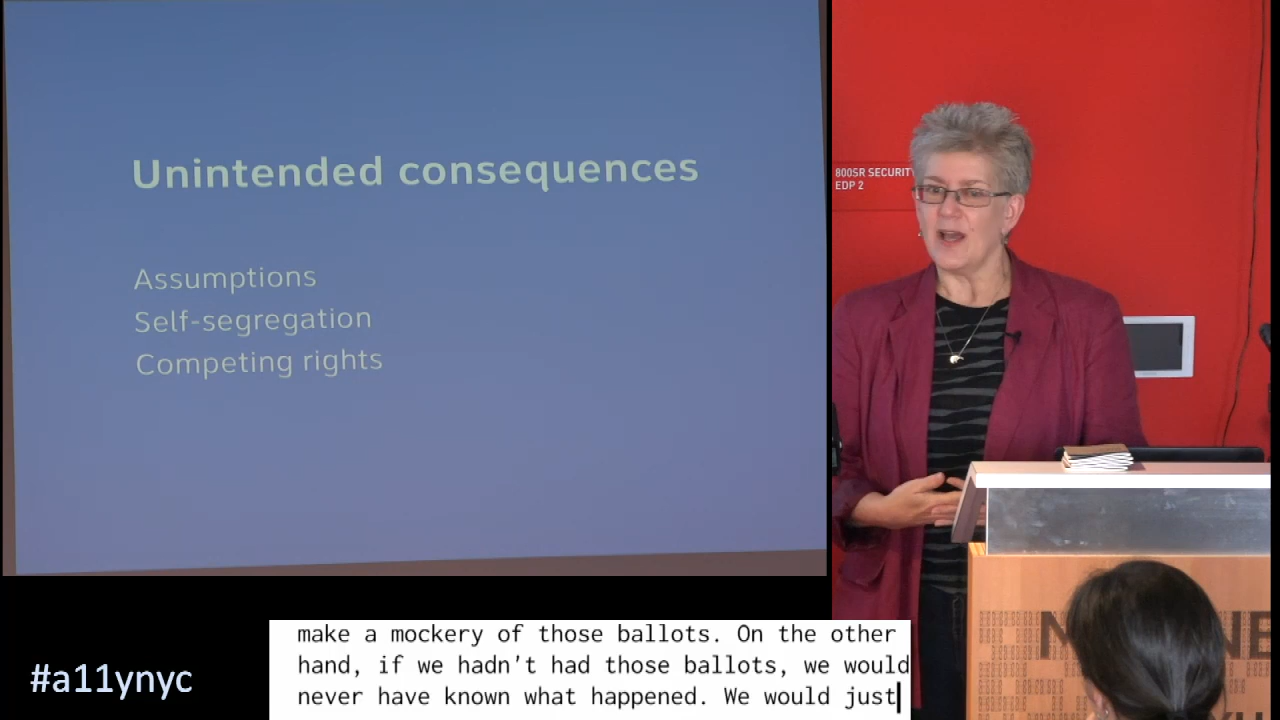 Unintended consequences
Assumptions
Self-segregation
Competing rights
800SR SECURITY
EDP 2
make a mockery of those ballots. On the other
hand, if we hadn't had those ballots, we would
never have known what happened. We would just
#a11ynyc